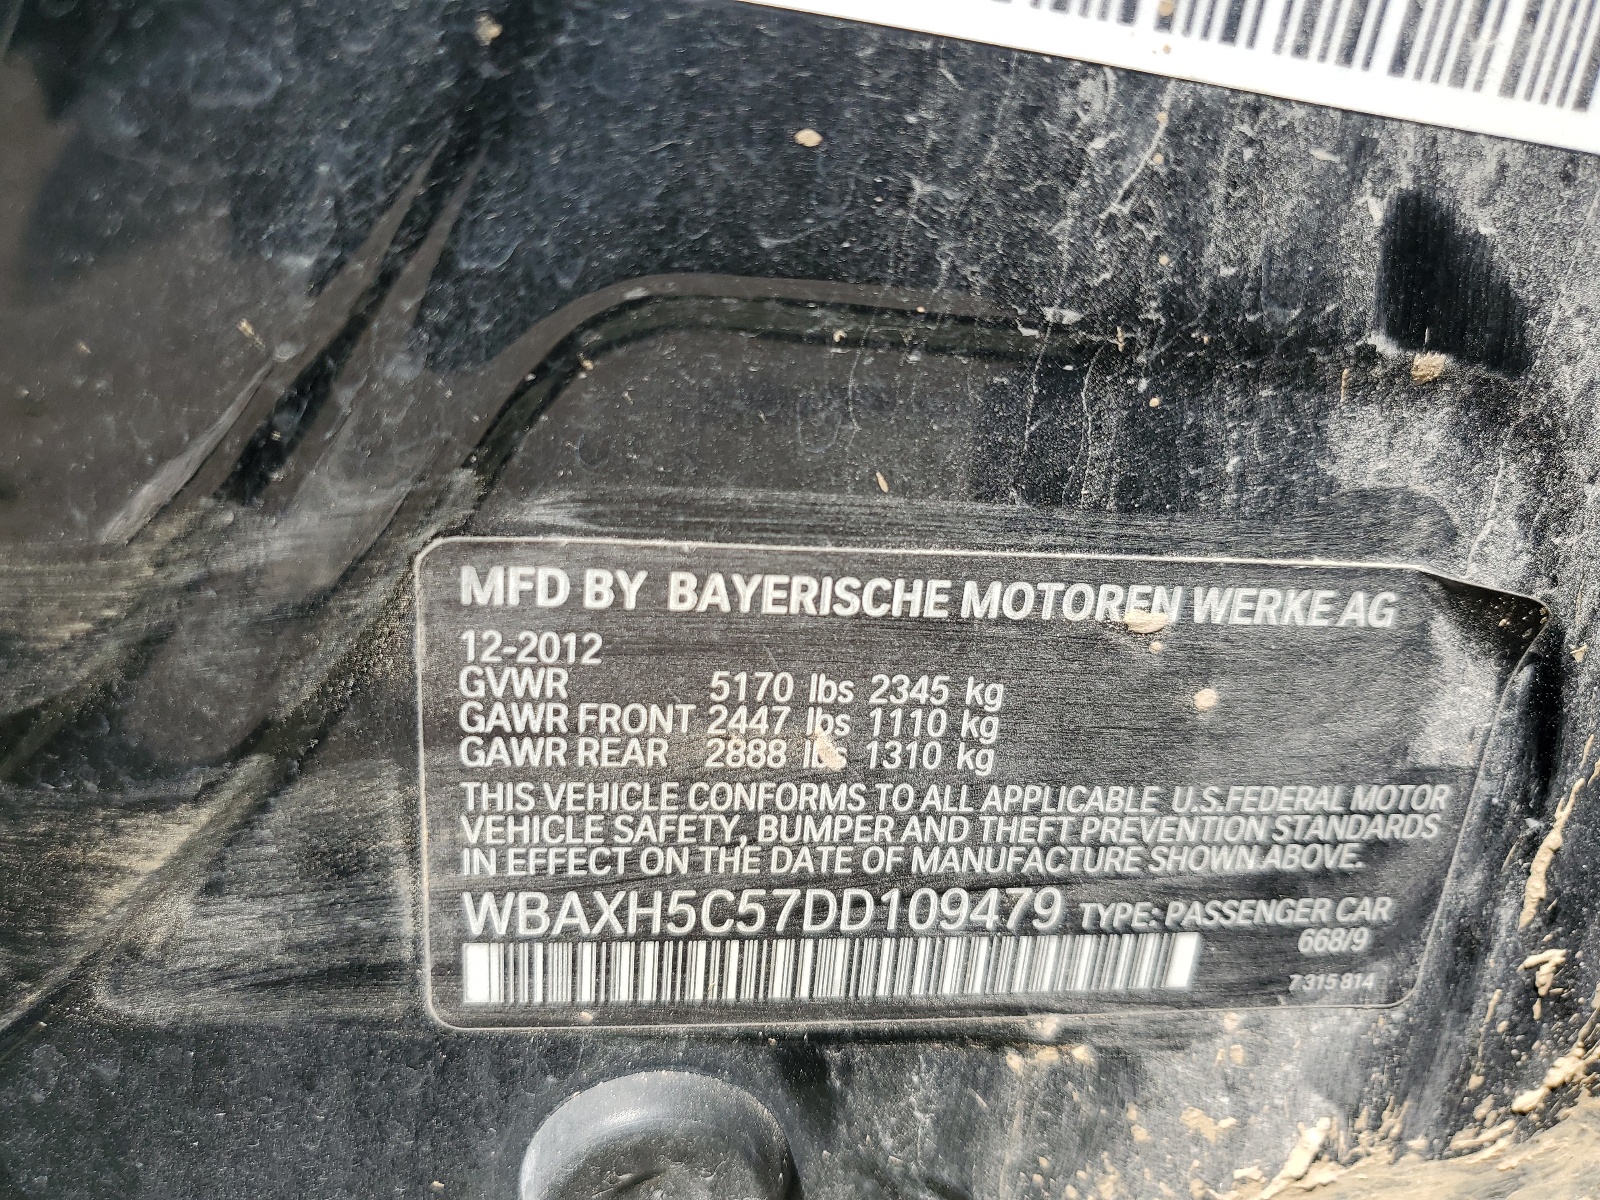 MFD BY BAYERISCHE MOTOREN WERKE AG
12-2012
GVWR 5170 lbs 2345 kg
GAWR FRONT 2447 lbs 1110 kg
GAWR REAR 2888 lbs 1310 kg
THIS VEHICLE CONFORMS TO ALL APPLICABLE U.S. FEDERAL MOTOR
VEHICLE SAFETY, BUMPER AND THEFT PREVENTION STANDARDS
IN EFFECT ON THE DATE OF MANUFACTURE SHOWN ABOVE.
WBAXH5C57DD109479 TYPE: PASSENGER CAR
668/9
7 315 814